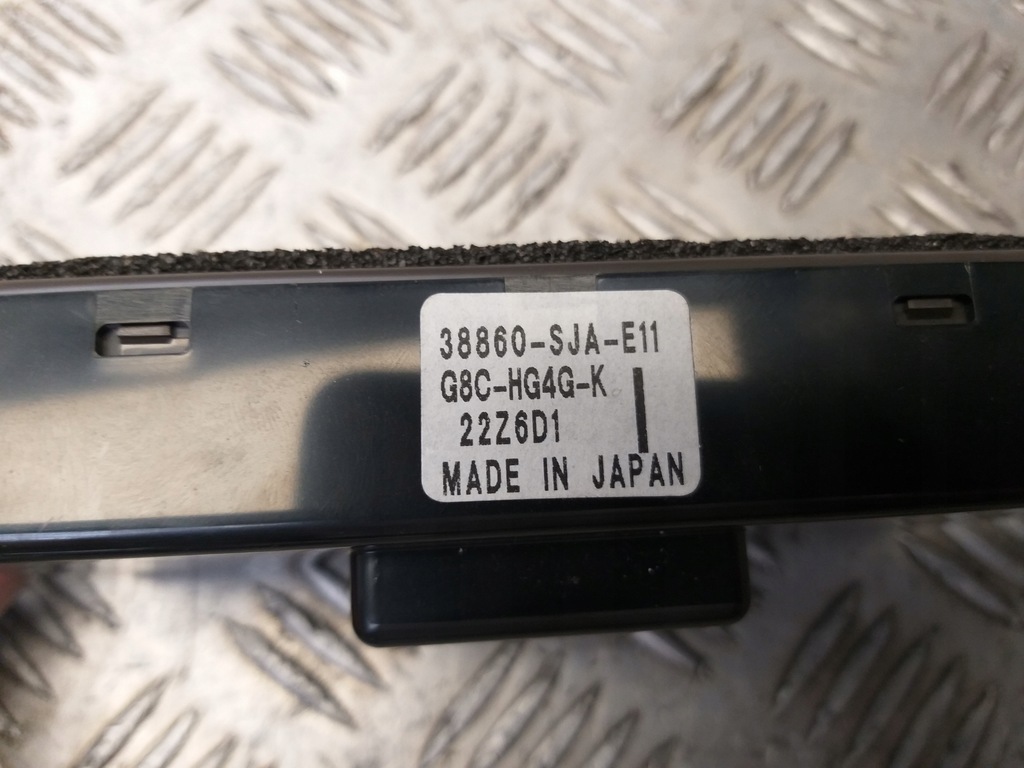 38860-SJA-E11
G8C-HG4G-K
22Z6D1
MADE IN JAPAN